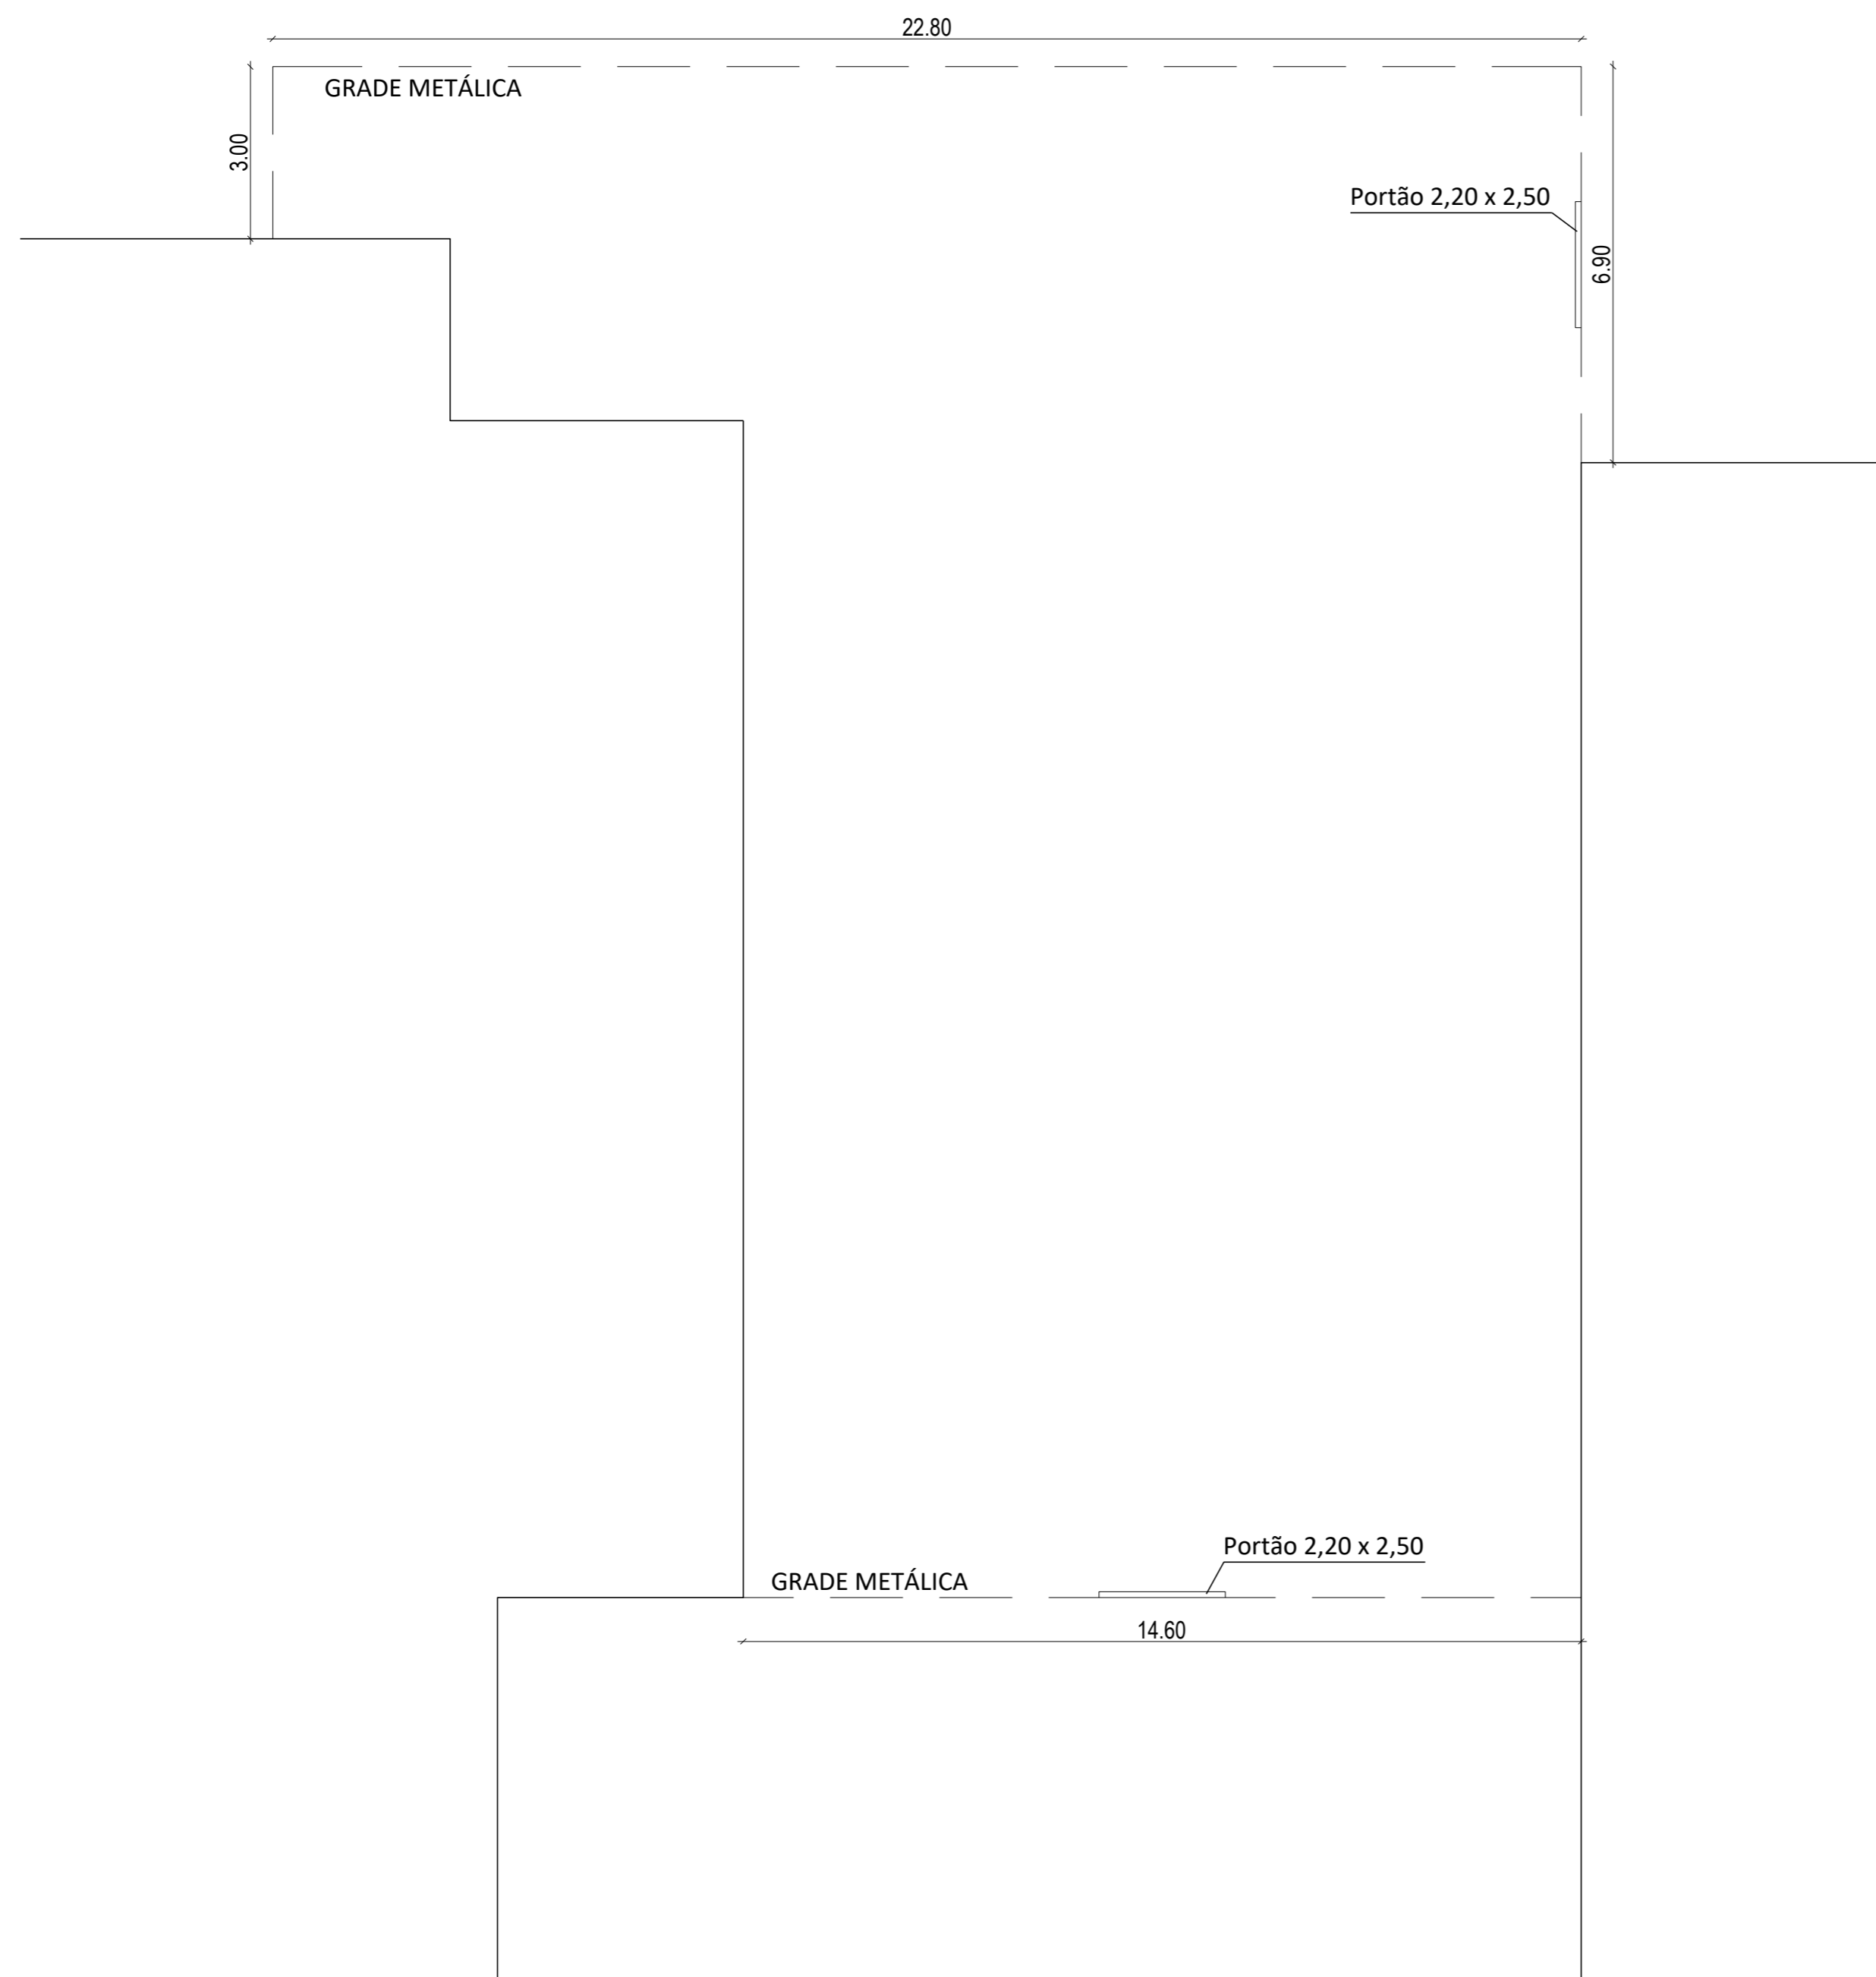 22.80
GRADE METÁLICA
3.00
Portão 2,20 x 2,50
6.90
Portão 2,20 x 2,50
GRADE METÁLICA
14.60